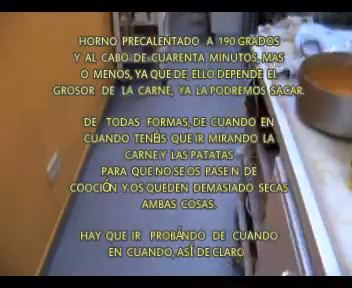 HORNO PRECALENTADO A 190 GRADOS
Y AL CABO DE CUARENTA MINUTOS, MAS
O MENOS, YA QUE DE, ELLO DEPENDE EL
GROSOR DE LA CARNE, YA LA PODREMOS SACAR.
DE TODAS FORMAS, DE CUANDO EN
CUANDO TENÉIS QUE IR MIRANDO LA
CARNE Y LAS PATATAS
PARA QUE NO SE OS PASEN DE
COOCIÓN Y OS QUEDEN DEMASIADO SECAS
AMBAS COSAS.
HAY QUE IR PROBÁNDO DE CUANDO
EN CUANDO, ASÍ DE CLARO